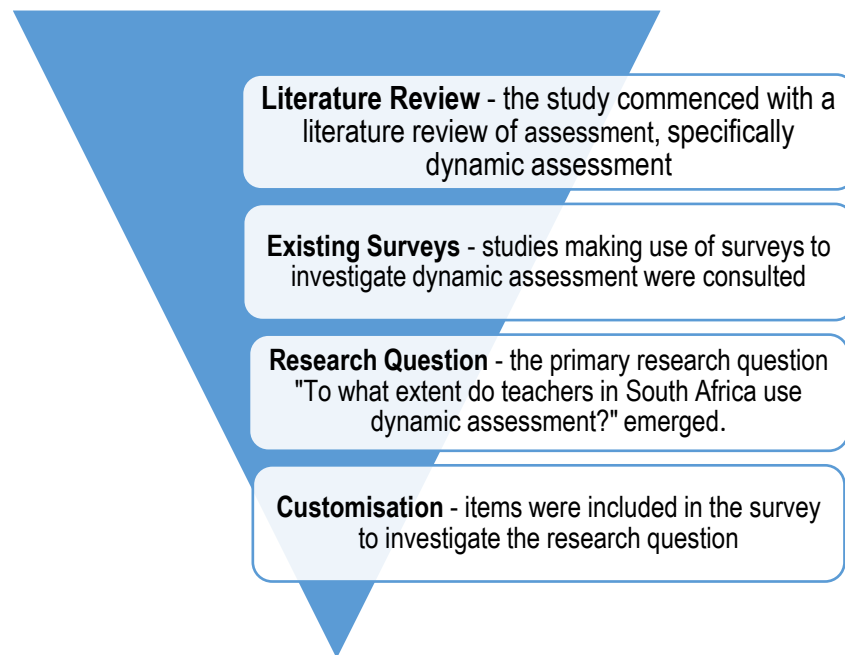 Literature Review - the study commenced with a
literature review of assessment, specifically
dynamic assessment
Existing Surveys - studies making use of surveys to
investigate dynamic assessment were consulted
Research Question - the primary research question
"To what extent do teachers in South Africa use
dynamic assessment?" emerged.
Customisation - items were included in the survey
to investigate the research question